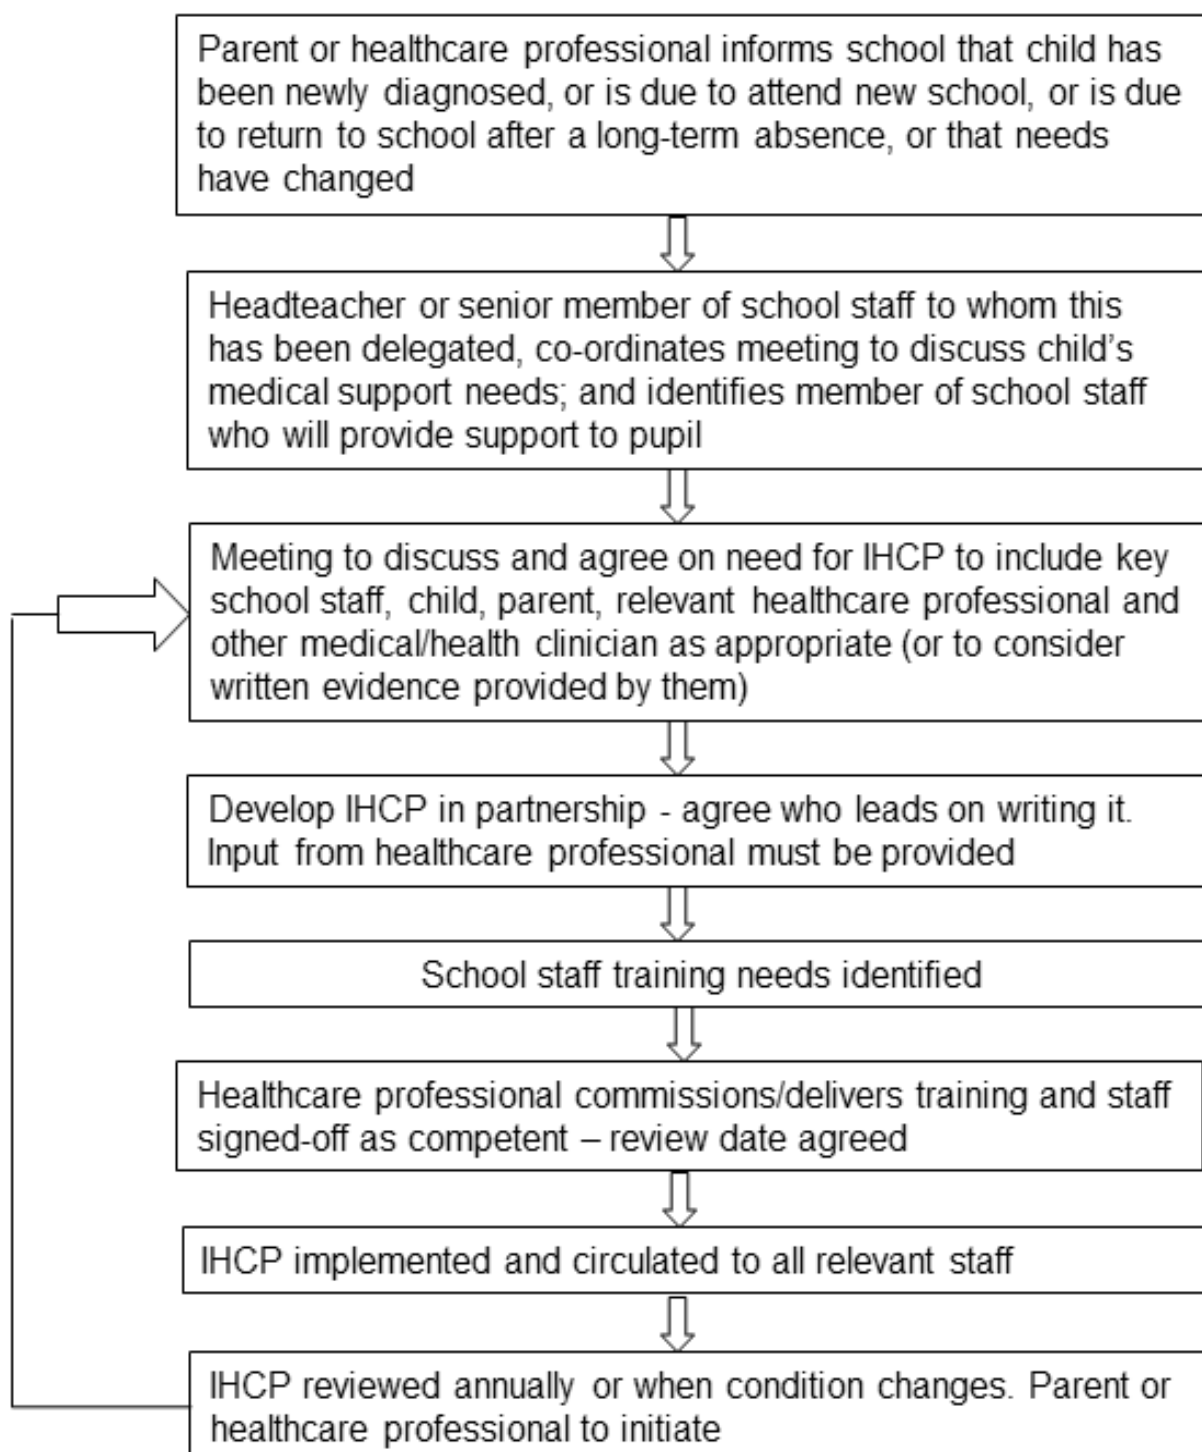 Parent or healthcare professional informs school that child has
been newly diagnosed, or is due to attend new school, or is due
to return to school after a long-term absence, or that needs
have changed
Headteacher or senior member of school staff to whom this
has been delegated, co-ordinates meeting to discuss child's
medical support needs; and identifies member of school staff
who will provide support to pupil
Meeting to discuss and agree on need for IHCP to include key
school staff, child, parent, relevant healthcare professional and
other medical/health clinician as appropriate (or to consider
written evidence provided by them)
Develop IHCP in partnership - agree who leads on writing it.
Input from healthcare professional must be provided
School staff training needs identified
Healthcare professional commissions/delivers training and staff
signed-off as competent – review date agreed
IHCP implemented and circulated to all relevant staff
IHCP reviewed annually or when condition changes. Parent or
healthcare professional to initiate